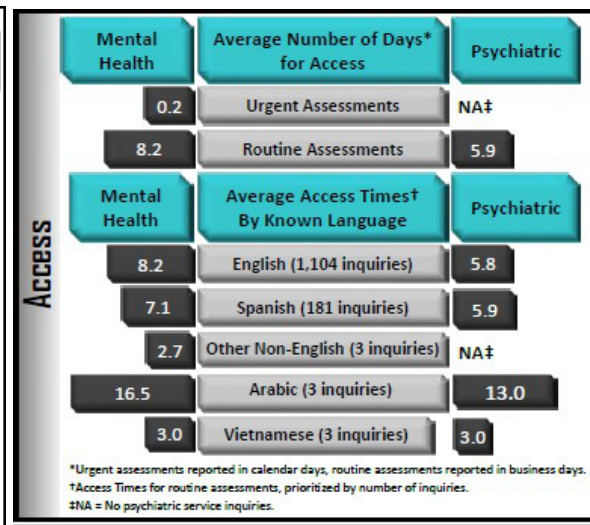 Access
Mental Health Average Number of Days* for Access Psychiatric
0.2 Urgent Assessments NA‡
8.2 Routine Assessments 5.9
Mental Health Average Access Times† By Known Language Psychiatric
8.2 English (1,104 inquiries) 5.8
7.1 Spanish (181 inquiries) 5.9
2.7 Other Non-English (3 inquiries) NA‡
16.5 Arabic (3 inquiries) 13.0
3.0 Vietnamese (3 inquiries) 3.0
*Urgent assessments reported in calendar days, routine assessments reported in business days.
†Access Times for routine assessments, prioritized by number of inquiries.
‡NA = No psychiatric service inquiries.